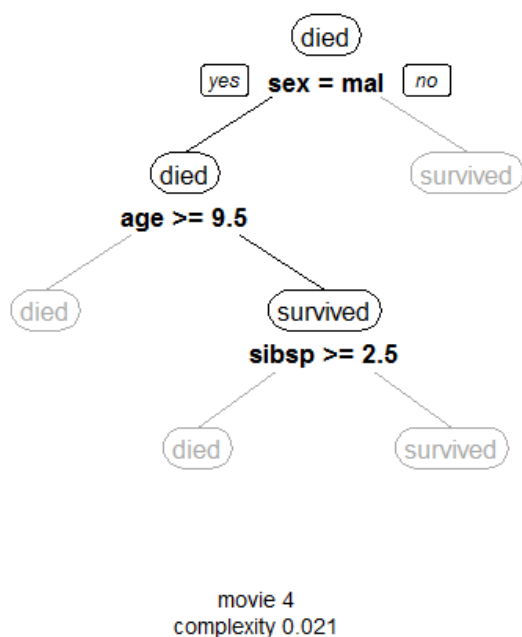 died
yes sex = mal no
died survived
age >= 9.5
died survived
sibsp >= 2.5
died survived
movie 4
complexity 0.021